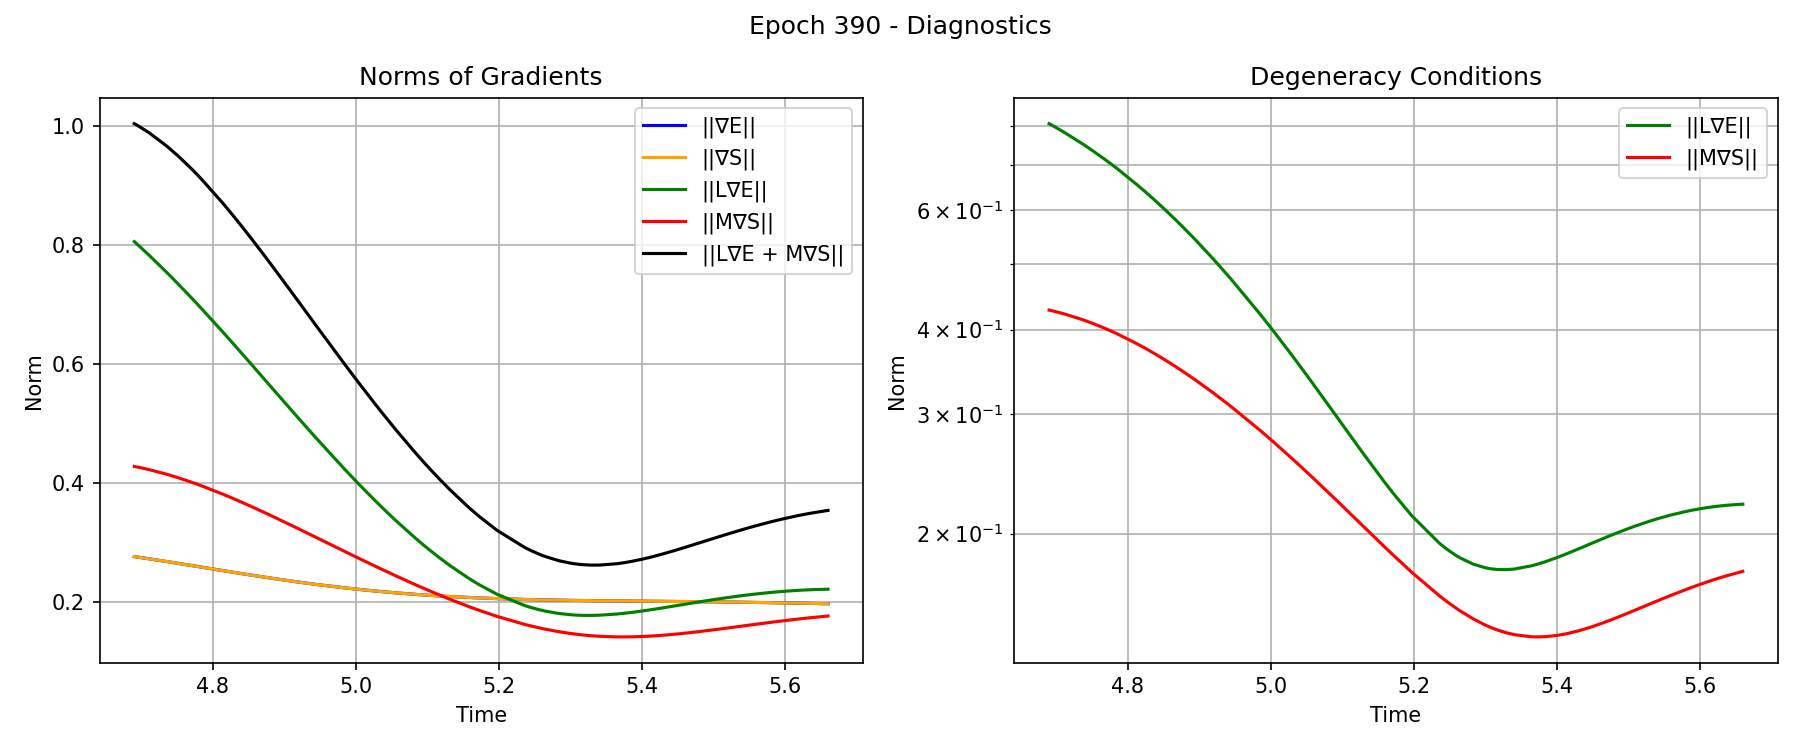 Epoch 390 - Diagnostics
Norms of Gradients
Norm
1.0
0.8
0.6
0.4
0.2
||∇E||
||∇S||
||L∇E||
||M∇S||
||L∇E + M∇S||
4.8
5.0
5.2
5.4
5.6
Time
Degeneracy Conditions
Norm
6 × 10⁻¹
4 × 10⁻¹
3 × 10⁻¹
2 × 10⁻¹
||L∇E||
||M∇S||
4.8
5.0
5.2
5.4
5.6
Time